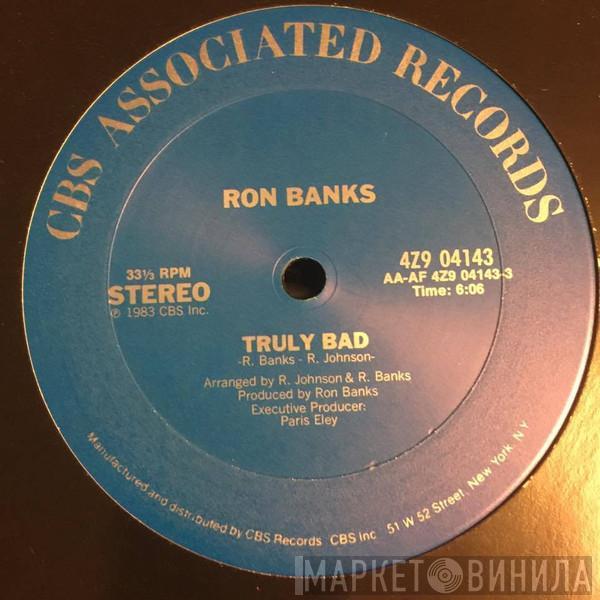 CBS ASSOCIATED RECORDS
RON BANKS
33⅓ RPM
STEREO
℗ 1983 CBS Inc.
4Z9 04143
AA-AF 4Z9 04143-3
Time: 6:06
TRULY BAD
-R. Banks - R. Johnson-
Arranged by R. Johnson & R. Banks
Produced by Ron Banks
Executive Producer:
Paris Eley
Manufactured and distributed by CBS Records CBS Inc 51 W 52 Street, New York, N.Y.
МАРКЕТ ВИНИЛА